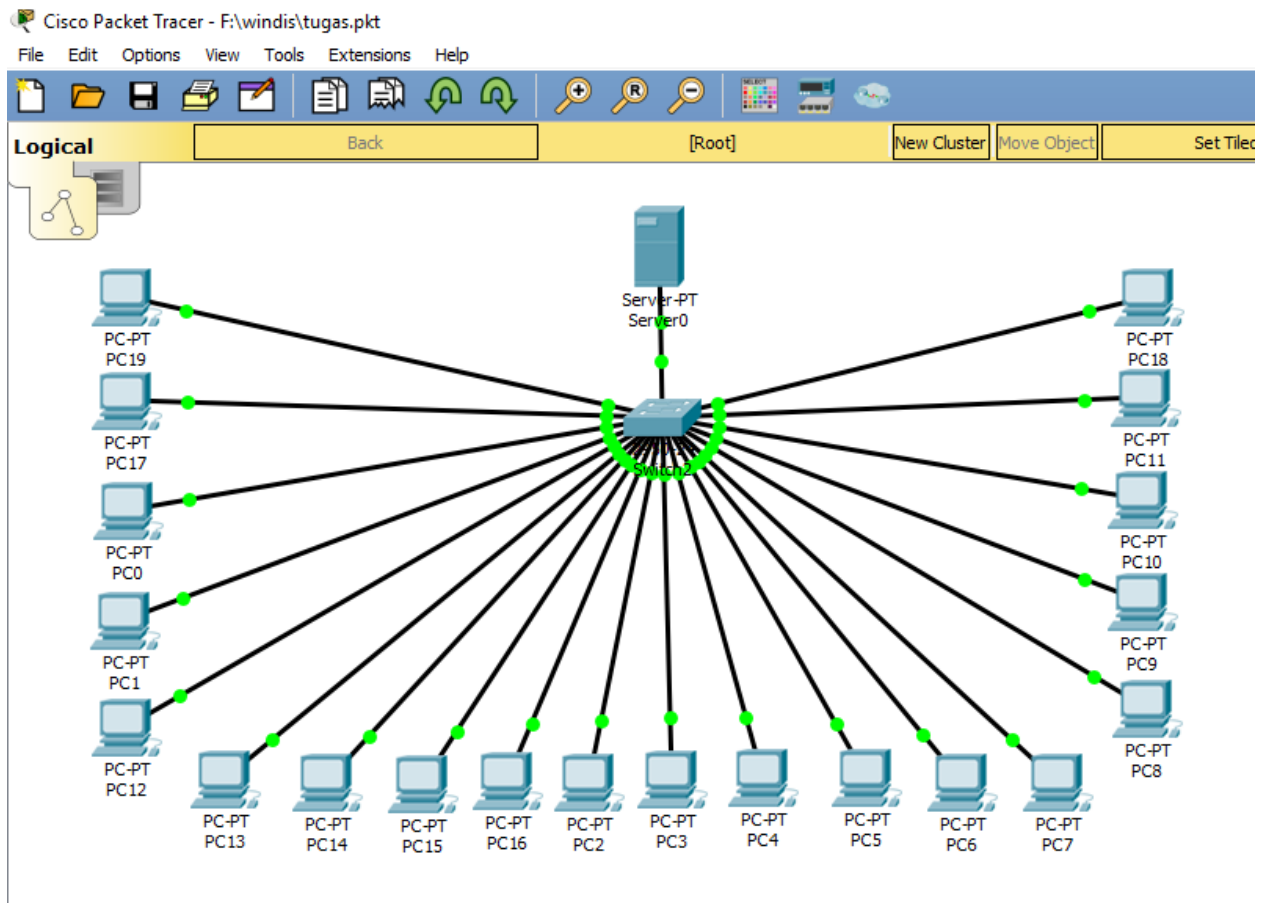 Cisco Packet Tracer - F:\windis\tugas.pkt
File Edit Options View Tools Extensions Help
SELECT
Logical Back [Root] New Cluster Move Object Set Tiled
Server-PT
Server0
PC-PT
PC19
PC-PT
PC18
PC-PT
PC17
PC-PT
PC11
PC-PT
PC0
PC-PT
PC10
PC-PT
PC1
PC-PT
PC9
PC-PT
PC12
PC-PT
PC8
Switch2
PC-PT
PC13
PC-PT
PC14
PC-PT
PC15
PC-PT
PC16
PC-PT
PC2
PC-PT
PC3
PC-PT
PC4
PC-PT
PC5
PC-PT
PC6
PC-PT
PC7